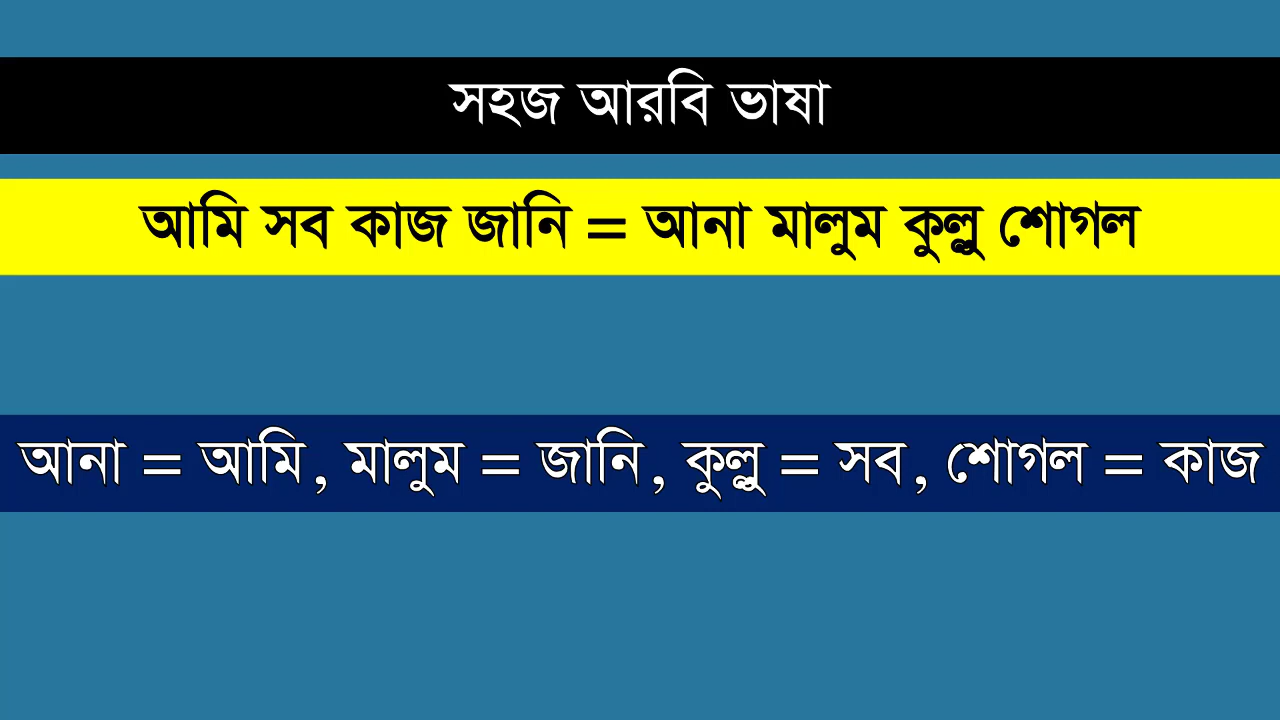 সহজ আরবি ভাষা
আমি সব কাজ জানি = আনা মালুম কুল্লু শোগল
আনা = আমি, মালুম = জানি, কুল্লু = সব, শোগল = কাজ